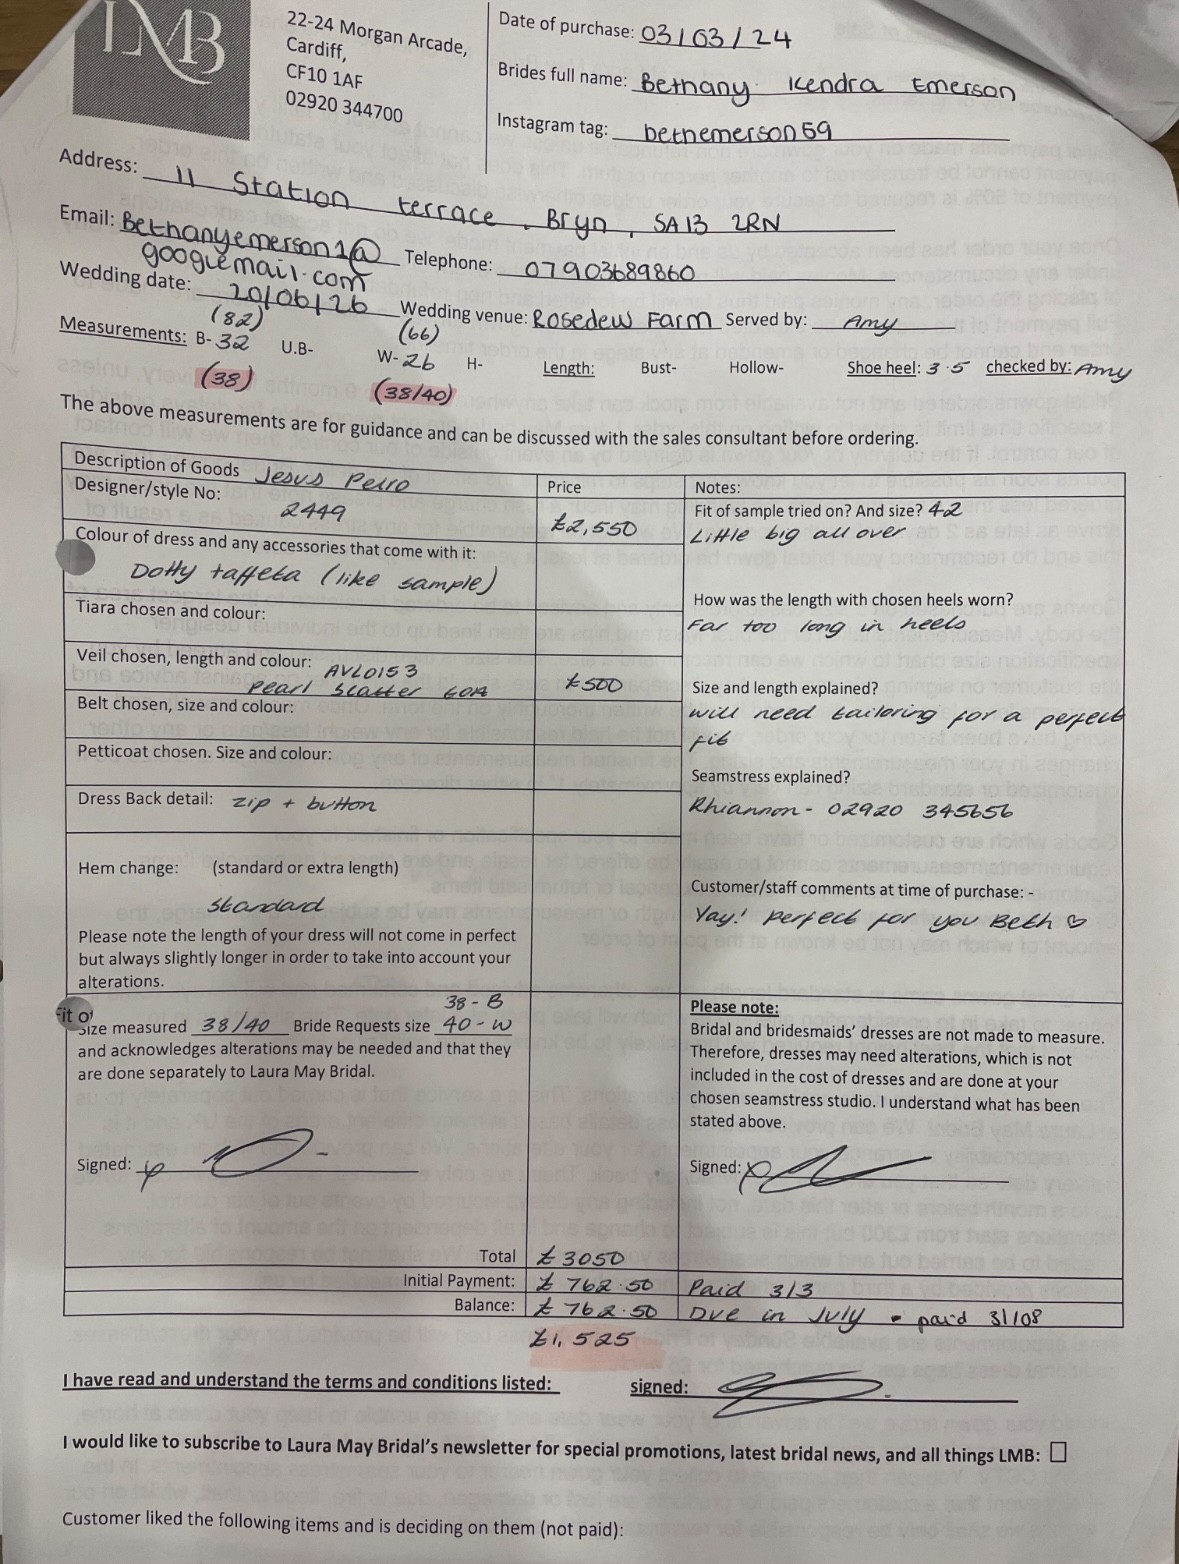 LMB
22-24 Morgan Arcade,
Cardiff,
CF10 1AF
02920 344700
Date of purchase: 03/03/24
Brides full name: Bethany Kendra Emerson
Instagram tag: bethemerson59
Address: 11 Station terrace, Bryn, SA13 2RN
Email: Bethanyemerson1@
googlemail.com
Telephone: 07903689860
Wedding date: 20/06/26 Wedding venue: Rosedew Farm Served by: Amy
(82) (66)
Measurements: B- 32 U.B- W- 26 H- Length: Bust- Hollow- Shoe heel: 3.5 checked by: Amy
(38) (38/40)
The above measurements are for guidance and can be discussed with the sales consultant before ordering.
Description of Goods Jesus Peiro
Designer/style No:
2449
Price
£2,550
Notes:
Fit of sample tried on? And size? 42
Little big all over
Colour of dress and any accessories that come with it:
Dotty taffeta (like sample)
How was the length with chosen heels worn?
Far too long in heels
Tiara chosen and colour:
Veil chosen, length and colour: AVL0153
Pearl Scatter
£500
Size and length explained?
will need tailoring for a perfect
fit
Belt chosen, size and colour:
Petticoat chosen. Size and colour:
Seamstress explained?
Rhiannon - 02920 345656
Dress Back detail: zip + button
Hem change: (standard or extra length)
standard
Customer/staff comments at time of purchase: -
Yay! perfect for you Beth ♡
Please note the length of your dress will not come in perfect
but always slightly longer in order to take into account your
alterations.
38 - B
Fit o
Size measured 38/40 Bride Requests size 40 - W
and acknowledges alterations may be needed and that they
are done separately to Laura May Bridal.
Signed:
Please note:
Bridal and bridesmaids' dresses are not made to measure.
Therefore, dresses may need alterations, which is not
included in the cost of dresses and are done at your
chosen seamstress studio. I understand what has been
stated above.
Signed:
Total £3050
Initial Payment: £762.50 Paid 3/3
Balance: £762.50 Due in July • paid 31/08
£1,525
I have read and understand the terms and conditions listed: signed:
I would like to subscribe to Laura May Bridal's newsletter for special promotions, latest bridal news, and all things LMB: ☐
Customer liked the following items and is deciding on them (not paid):